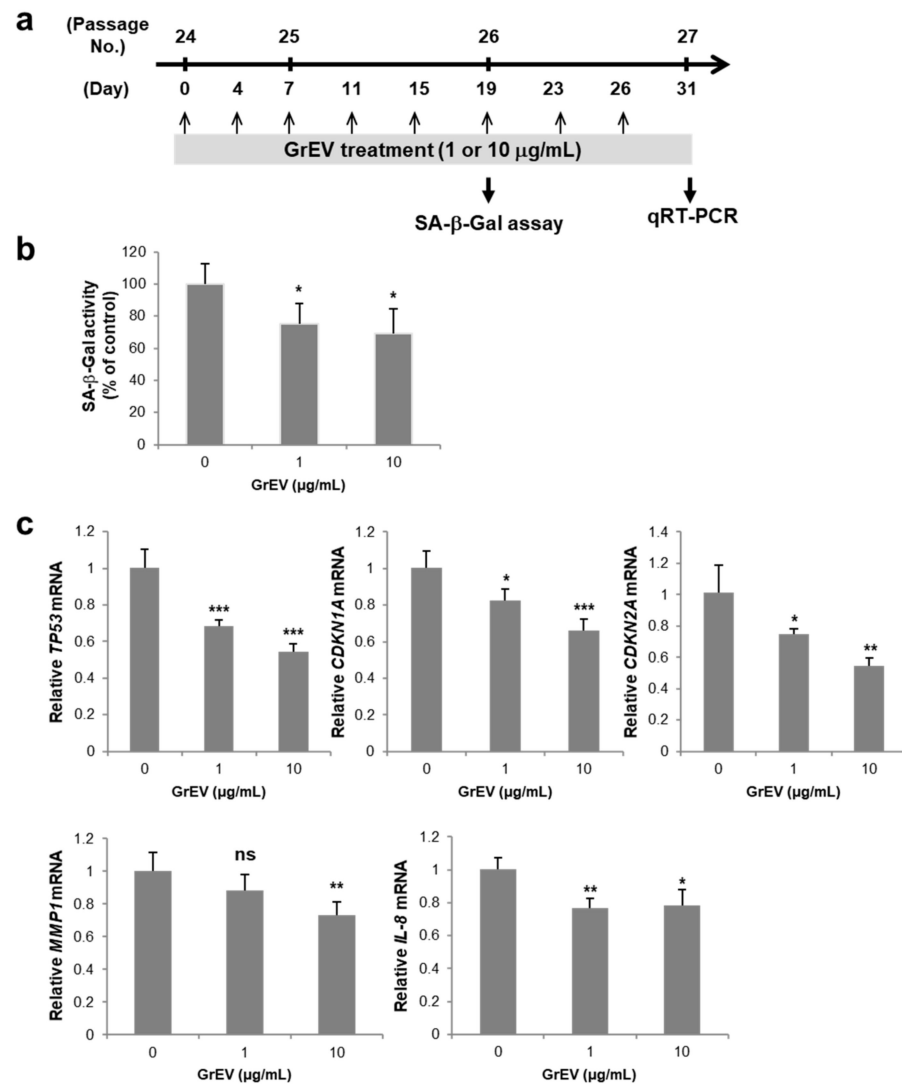 a
(Passage No.)
24 25 26 27
(Day)
0 4 7 11 15 19 23 26 31
GrEV treatment (1 or 10 μg/mL)
SA-β-Gal assay
qRT-PCR
b
SA-β-Gal activity
(% of control)
120
100
80
60
40
20
0
*
*
0 1 10
GrEV (µg/mL)
c
Relative TP53 mRNA
1.2
1
0.8
0.6
0.4
0.2
0
***
***
0 1 10
GrEV (µg/mL)
Relative CDKN1A mRNA
1.2
1
0.8
0.6
0.4
0.2
0
*
***
0 1 10
GrEV (µg/mL)
Relative CDKN2A mRNA
1.4
1.2
1
0.8
0.6
0.4
0.2
0
*
**
0 1 10
GrEV (µg/mL)
Relative MMP1 mRNA
1.2
1
0.8
0.6
0.4
0.2
0
ns
**
0 1 10
GrEV (µg/mL)
Relative IL-8 mRNA
1.2
1
0.8
0.6
0.4
0.2
0
**
*
0 1 10
GrEV (µg/mL)